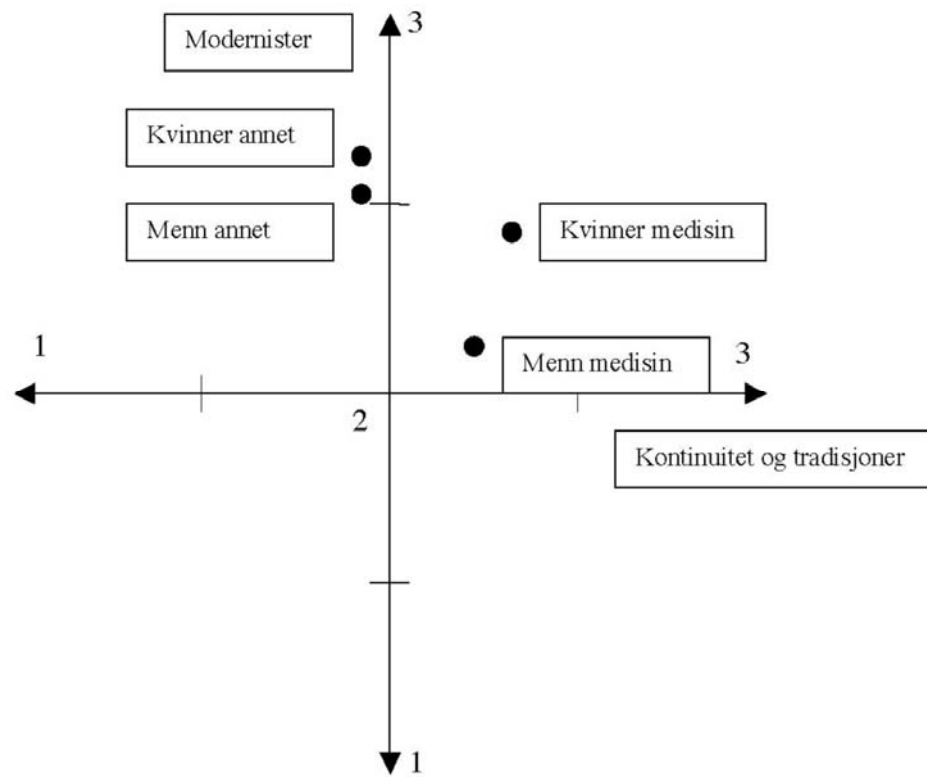 Modernister
3
Kvinner annet
Menn annet
Kvinner medisin
1
Menn medisin
3
2
Kontinuitet og tradisjoner
1